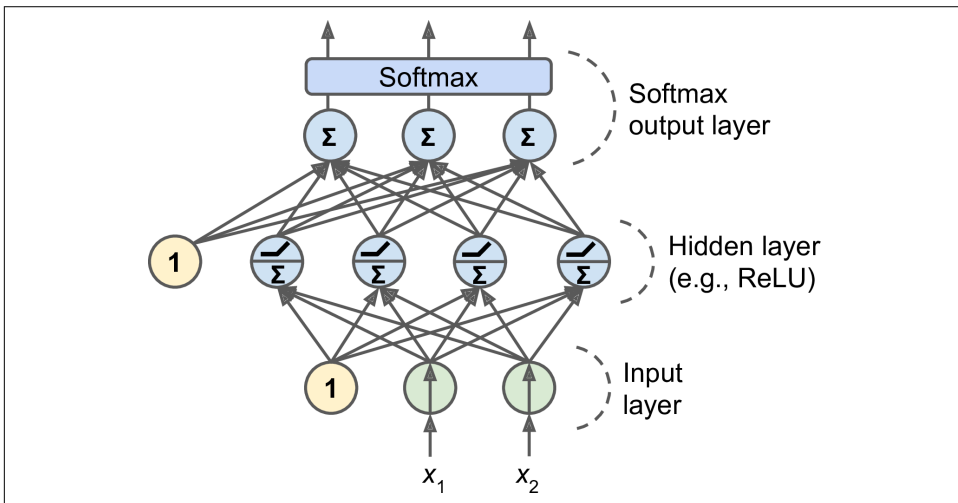 Softmax
Σ Σ Σ
Softmax
output layer
1
Σ Σ Σ Σ
Hidden layer
(e.g., ReLU)
1
Input
layer
x₁ x₂